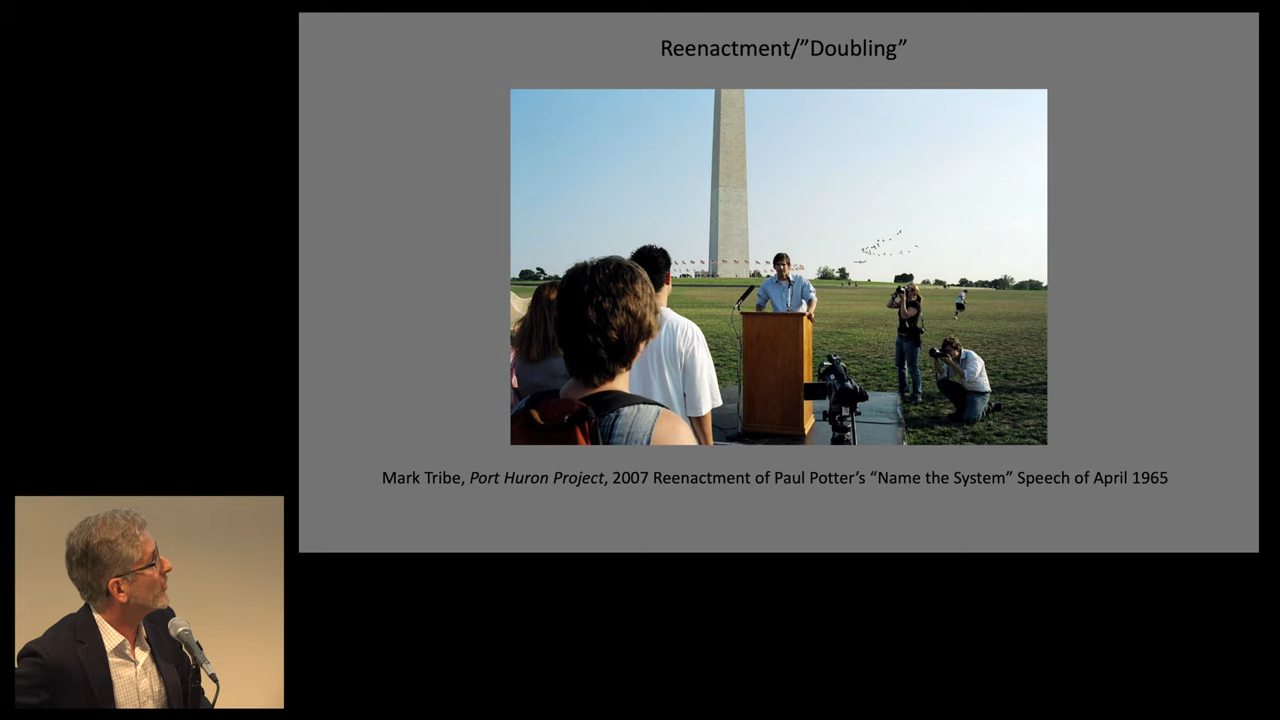 Reenactment/”Doubling”
Mark Tribe, Port Huron Project, 2007 Reenactment of Paul Potter’s “Name the System” Speech of April 1965